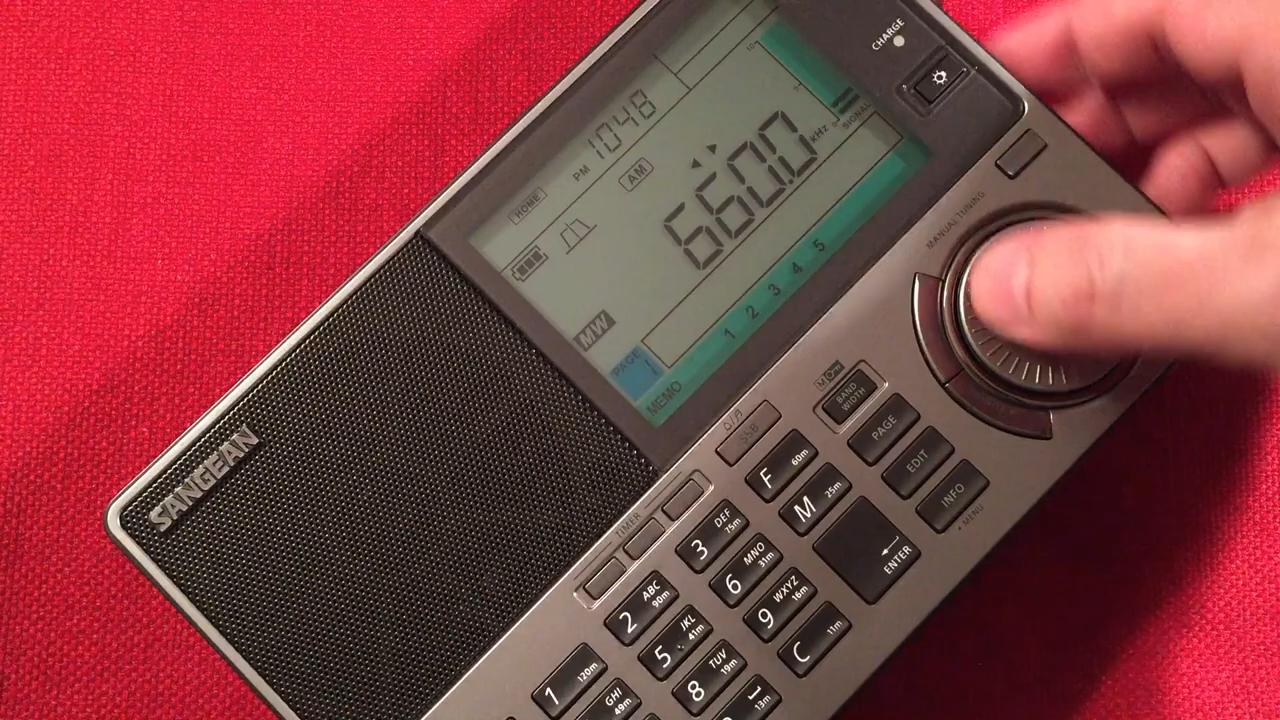 CHARGE
10
SIGNAL
PM 1048
HOME
AM
660.0 kHz
MW
PAGE 1
MEMO
1 2 3 4 5
MANUAL TUNING
SANGEAN
BAND WIDTH
SSB
PAGE
EDIT
INFO
MENU
F 60m
M 25m
ENTER
TIMER
3 DEF 75m
6 MNO 31m
9 WXYZ 16m
C 11m
2 ABC 90m
5 JKL 41m
8 TUV 19m
13m
1 120m
GHI 49m